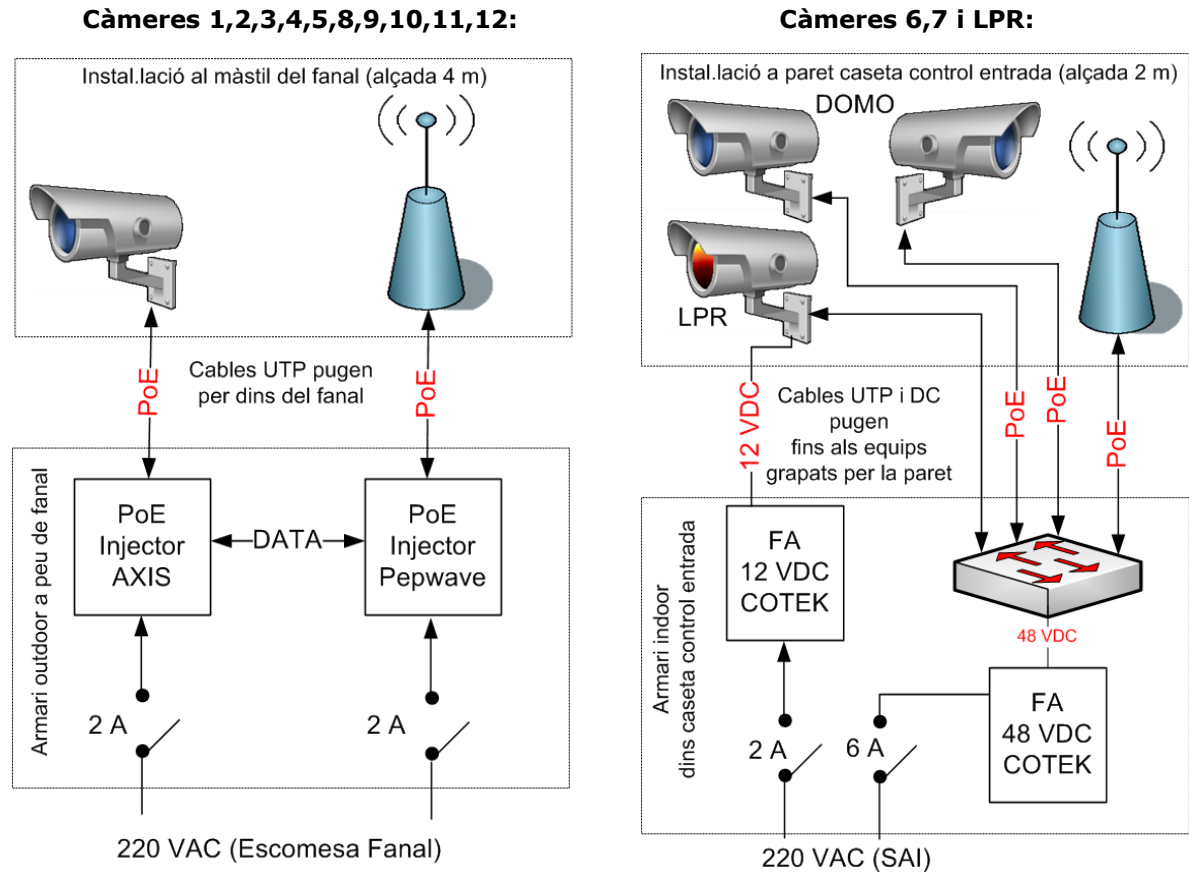 Càmeres 1,2,3,4,5,8,9,10,11,12:
Instal.lació al màstil del fanal (alçada 4 m)
PoE
Cables UTP pugen
per dins del fanal
PoE
Armari outdoor a peu de fanal
PoE
Injector
AXIS
DATA
PoE
Injector
Pepwave
2 A
2 A
220 VAC (Escomesa Fanal)
Càmeres 6,7 i LPR:
Instal.lació a paret caseta control entrada (alçada 2 m)
DOMO
LPR
12 VDC
Cables UTP i DC
pugen
fins als equips
grapats per la paret
PoE
PoE
PoE
Armari indoor
dins caseta control entrada
FA
12 VDC
COTEK
48 VDC
FA
48 VDC
COTEK
2 A
6 A
220 VAC (SAI)